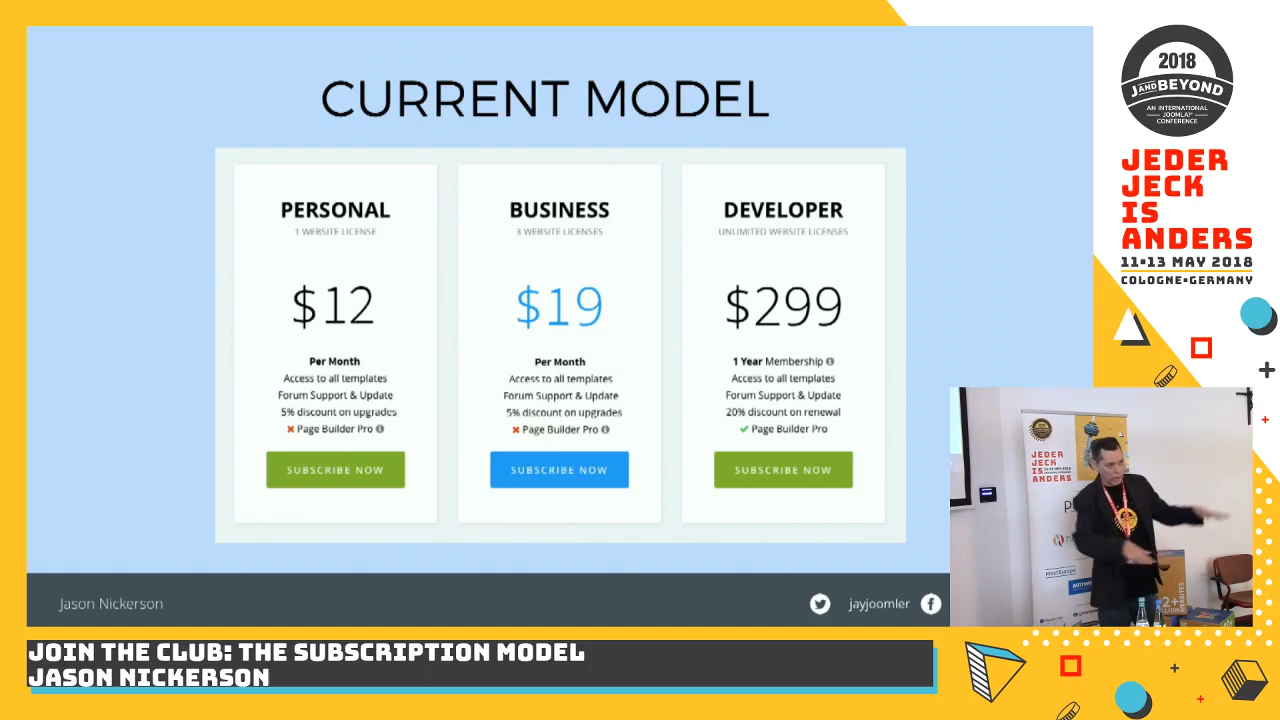 CURRENT MODEL
PERSONAL
1 WEBSITE LICENSE
$12
Per Month
Access to all templates
Forum Support & Update
5% discount on upgrades
✖ Page Builder Pro
SUBSCRIBE NOW
BUSINESS
3 WEBSITE LICENSES
$19
Per Month
Access to all templates
Forum Support & Update
5% discount on upgrades
✖ Page Builder Pro
SUBSCRIBE NOW
DEVELOPER
UNLIMITED WEBSITE LICENSES
$299
1 Year Membership
Access to all templates
Forum Support & Update
20% discount on renewal
✔ Page Builder Pro
SUBSCRIBE NOW
Jason Nickerson
jayjoomler
2018
J AND BEYOND
AN INTERNATIONAL
JOOMLA!
CONFERENCE
JEDER
JECK
IS
ANDERS
11-13 MAY 2018
COLOGNE•GERMANY
JEDER
JECK IS
ANDERS
HostEurope
JOIN THE CLUB: THE SUBSCRIPTION MODEL
JASON NICKERSON